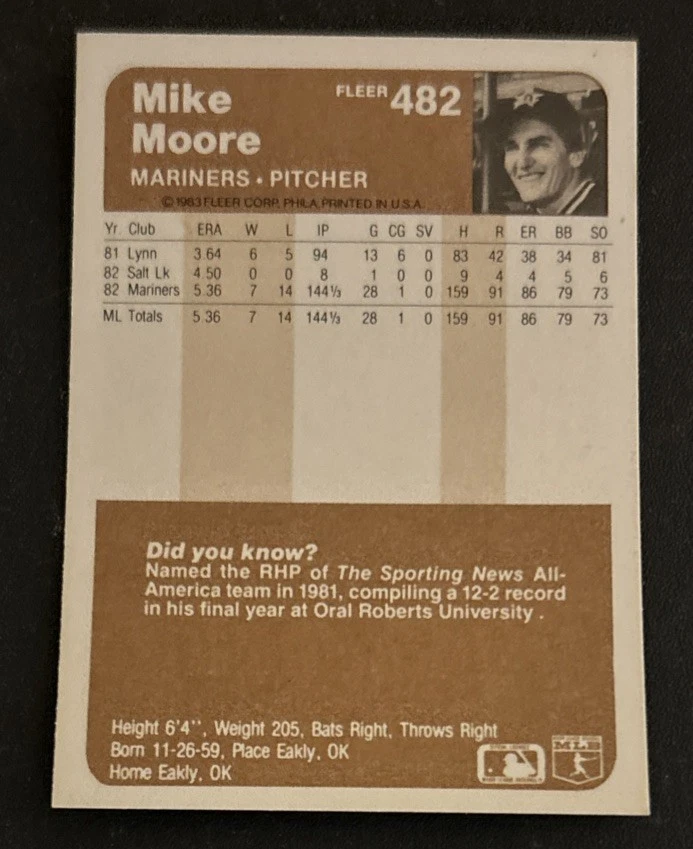 Mike
Moore
FLEER 482
MARINERS • PITCHER
© 1983 FLEER CORP. PHILA. PRINTED IN U.S.A.
Yr. Club ERA W L IP G CG SV H R ER BB SO
81 Lynn 3.64 6 5 94 13 6 0 83 42 38 34 81
82 Salt Lk 4.50 0 0 8 1 0 0 9 4 4 5 6
82 Mariners 5.36 7 14 144⅓ 28 1 0 159 91 86 79 73
ML Totals 5.36 7 14 144⅓ 28 1 0 159 91 86 79 73
Did you know?
Named the RHP of The Sporting News All-
America team in 1981, compiling a 12-2 record
in his final year at Oral Roberts University .
Height 6'4'', Weight 205, Bats Right, Throws Right
Born 11-26-59, Place Eakly, OK
Home Eakly, OK